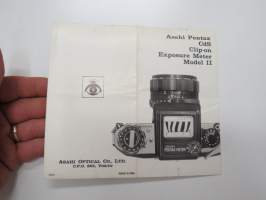 Asahi Pentax
CdS
Clip-on
Exposure Meter
Model II
ASAHI OPTICAL CO., LTD.
C.P.O. 895, TOKYO